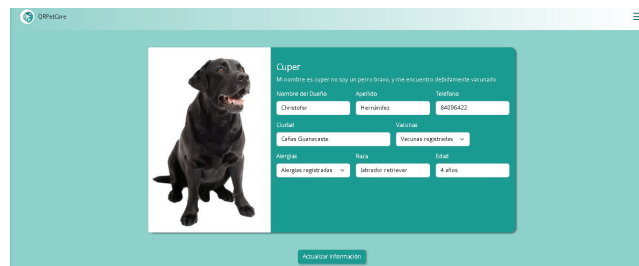 QRPetCare
Cuper
Mi nombre es cuper no soy un perro bravo, y me encuentro debidamente vacunado
Nombre del Dueño Apellido Teléfono
Christofer Hernández 84096422
Ciudad Vacunas
Cañas Guanacaste Vacunas registradas
Alergias Raza Edad
Alergias registradas labrador retriever 4 años
Actualizar Información